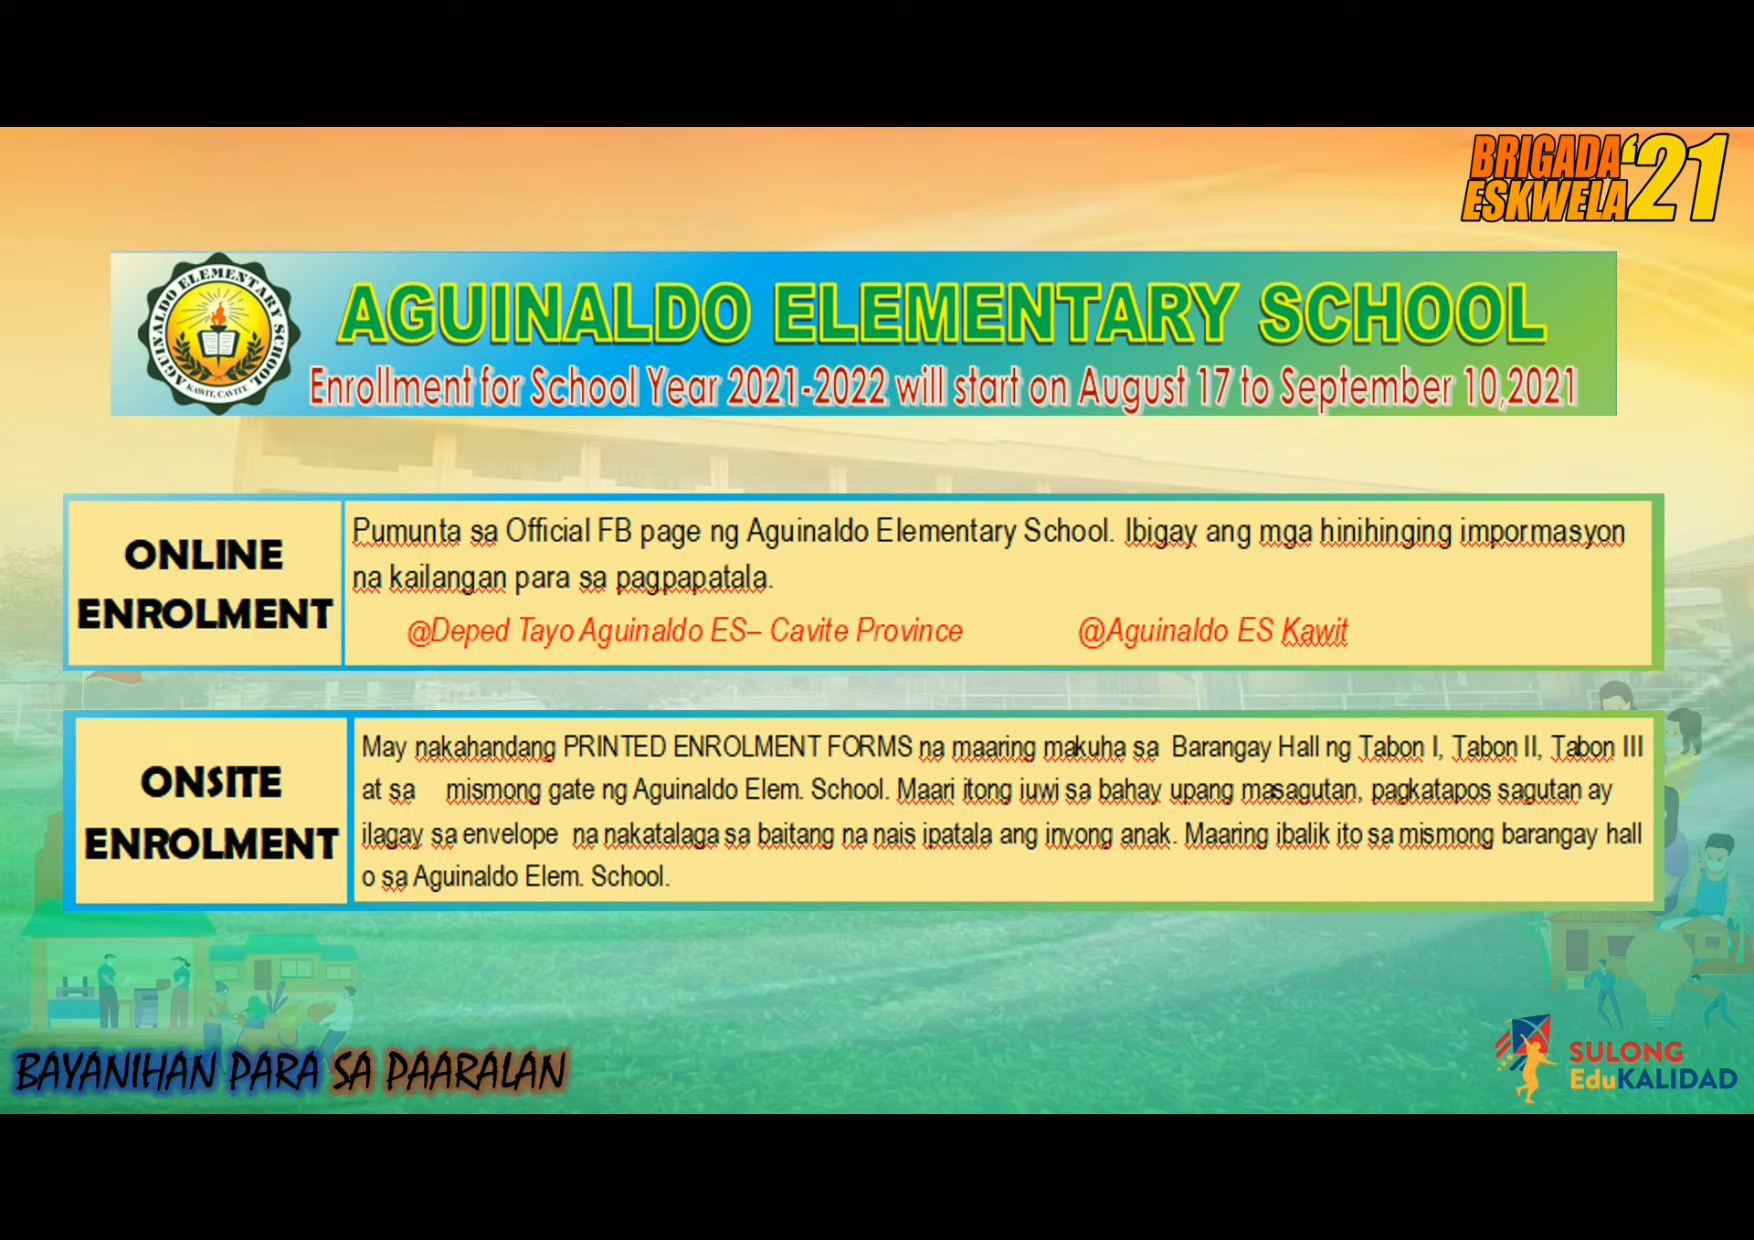 BRIGADA
ESKWELA '21
AGUINALDO ELEMENTARY SCHOOL
KAWIT, CAVITE
AGUINALDO ELEMENTARY SCHOOL
Enrollment for School Year 2021-2022 will start on August 17 to September 10,2021
ONLINE
ENROLMENT
Pumunta sa Official FB page ng Aguinaldo Elementary School. Ibigay ang mga hinihinging impormasyon
na kailangan para sa pagpapatala.
@Deped Tayo Aguinaldo ES– Cavite Province @Aguinaldo ES Kawit
ONSITE
ENROLMENT
May nakahandang PRINTED ENROLMENT FORMS na maaring makuha sa Barangay Hall ng Tabon I, Tabon II, Tabon III
at sa mismong gate ng Aguinaldo Elem. School. Maari itong iuwi sa bahay upang masagutan, pagkatapos sagutan ay
ilagay sa envelope na nakatalaga sa baitang na nais ipatala ang inyong anak. Maaring ibalik ito sa mismong barangay hall
o sa Aguinaldo Elem. School.
BAYANIHAN PARA SA PAARALAN
SULONG
EduKALIDAD